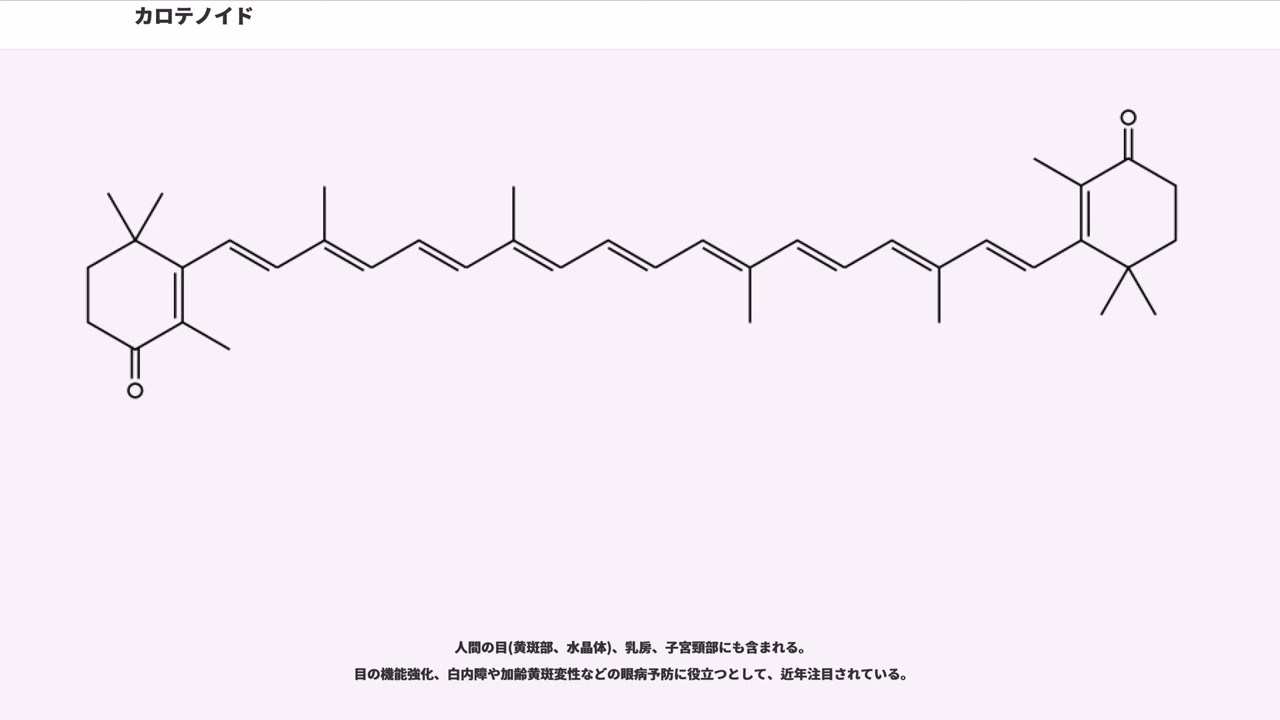 カロテノイド
O
O
人間の目(黄斑部、水晶体)、乳房、子宮頸部にも含まれる。
目の機能強化、白内障や加齢黄斑変性などの眼病予防に役立つとして、近年注目されている。